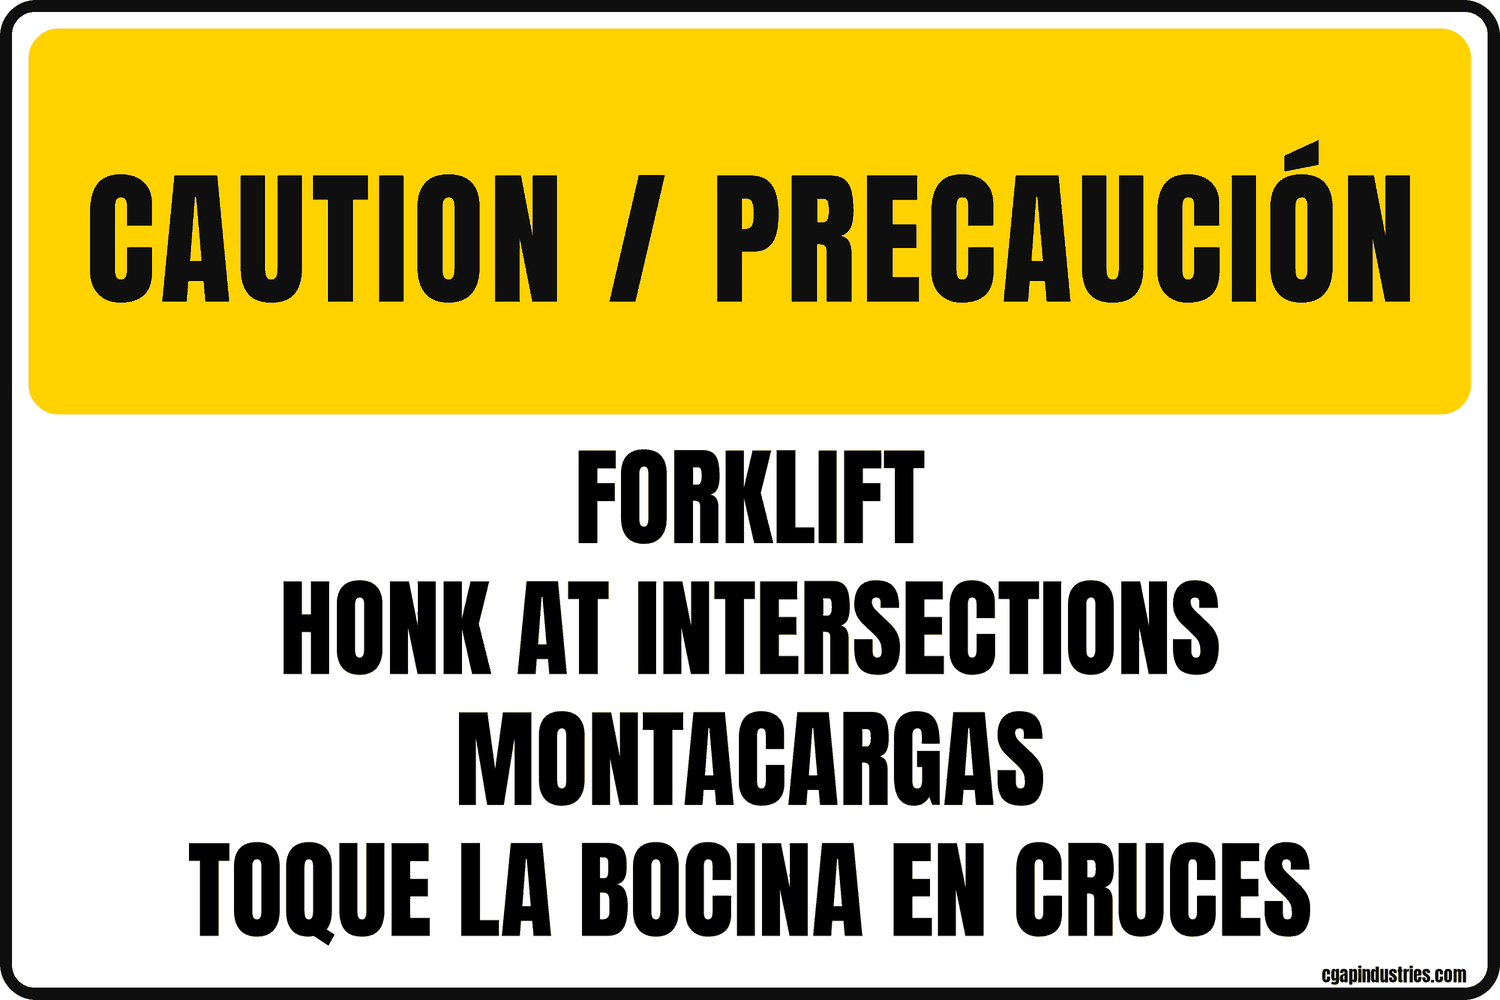 CAUTION / PRECAUCIÓN
FORKLIFT
HONK AT INTERSECTIONS
MONTACARGAS
TOQUE LA BOCINA EN CRUCES
cgapindustries.com